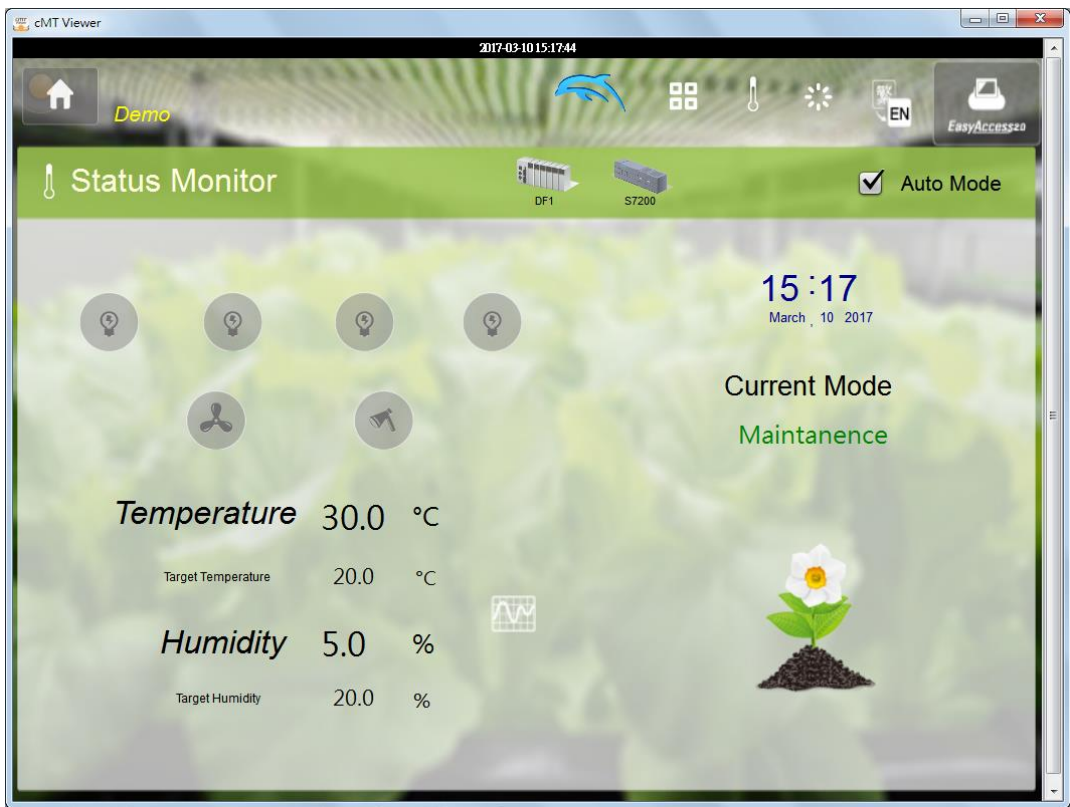 cMT Viewer
2017-03-10 15:17:44
Demo
EN
EasyAccess2.0
Status Monitor
DF1
S7200
Auto Mode
15 : 17
March , 10 2017
Current Mode
Maintanence
Temperature 30.0 °C
Target Temperature 20.0 °C
Humidity 5.0 %
Target Humidity 20.0 %